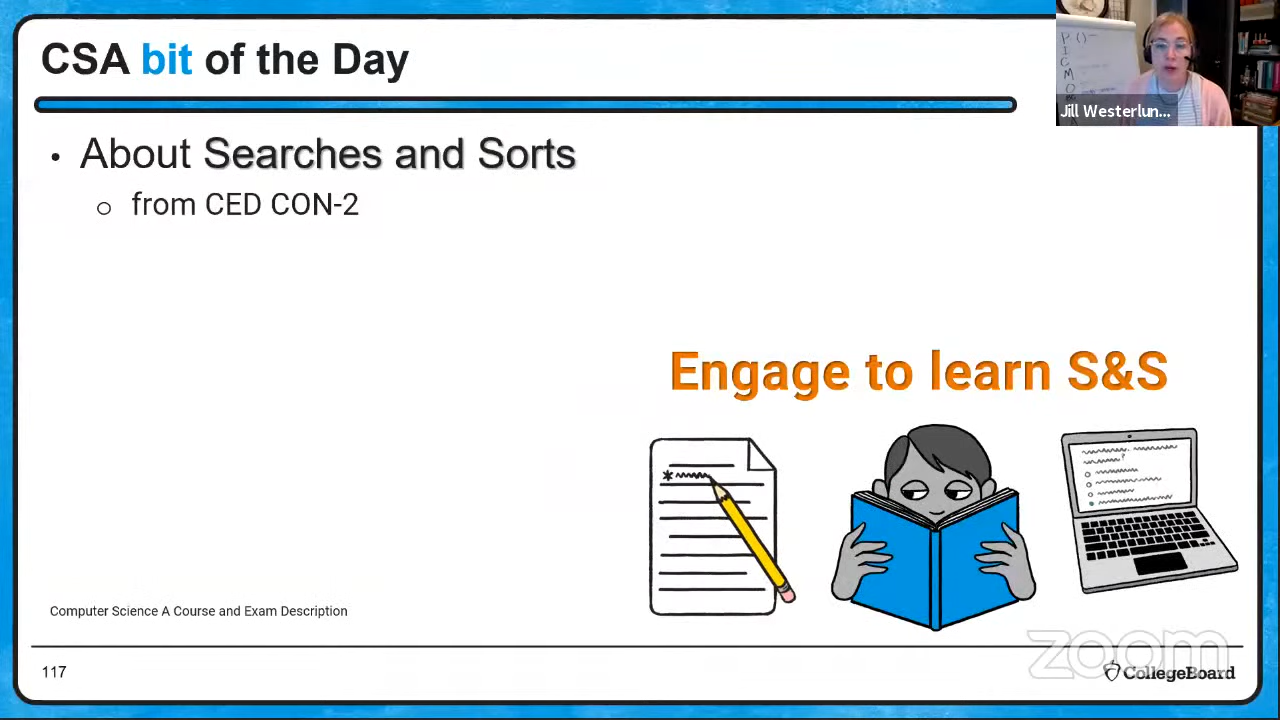 CSA bit of the Day
• About Searches and Sorts
o from CED CON-2
Engage to learn S&S
Computer Science A Course and Exam Description
117
CollegeBoard
zoom
Jill Westerlun...
P ( ) –
I
C
M
O